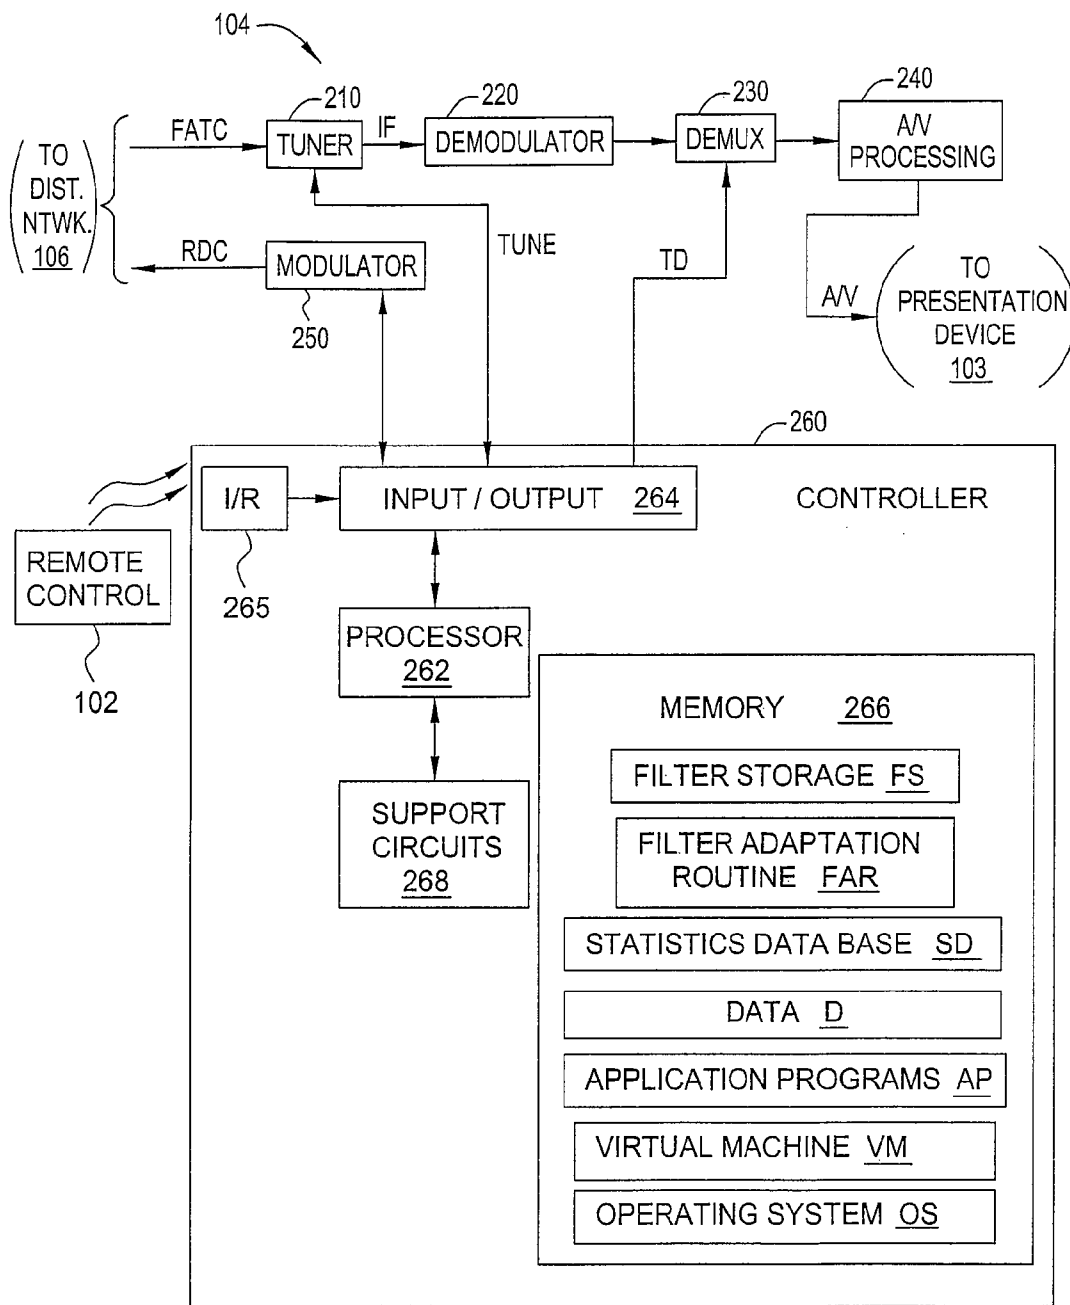 104
210
220
230
240
FATC
TUNER
IF
DEMODULATOR
DEMUX
A/V
PROCESSING
TO
DIST.
NTWK.
106
RDC
MODULATOR
250
TUNE
TD
A/V
TO
PRESENTATION
DEVICE
103
260
I/R
265
INPUT / OUTPUT 264
CONTROLLER
REMOTE
CONTROL
102
PROCESSOR
262
SUPPORT
CIRCUITS
268
MEMORY 266
FILTER STORAGE FS
FILTER ADAPTATION
ROUTINE FAR
STATISTICS DATA BASE SD
DATA D
APPLICATION PROGRAMS AP
VIRTUAL MACHINE VM
OPERATING SYSTEM OS